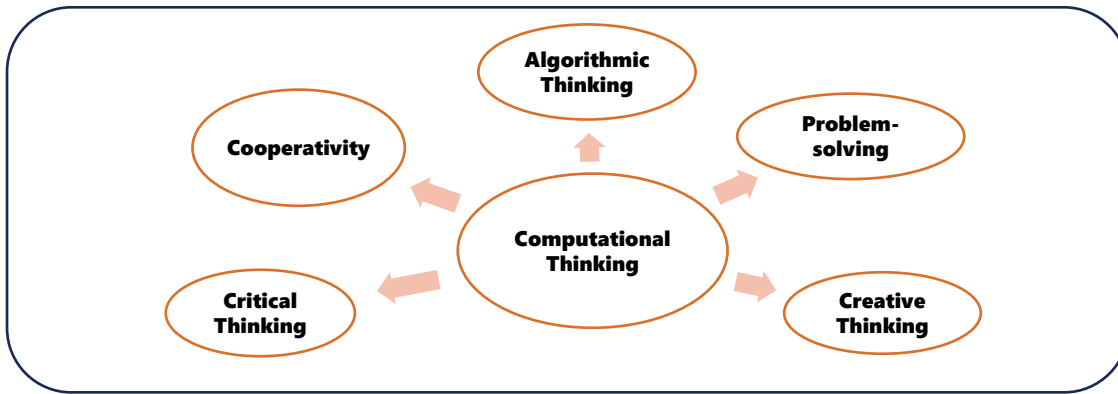 Algorithmic
Thinking
Problem-
solving
Cooperativity
Computational
Thinking
Critical
Thinking
Creative
Thinking